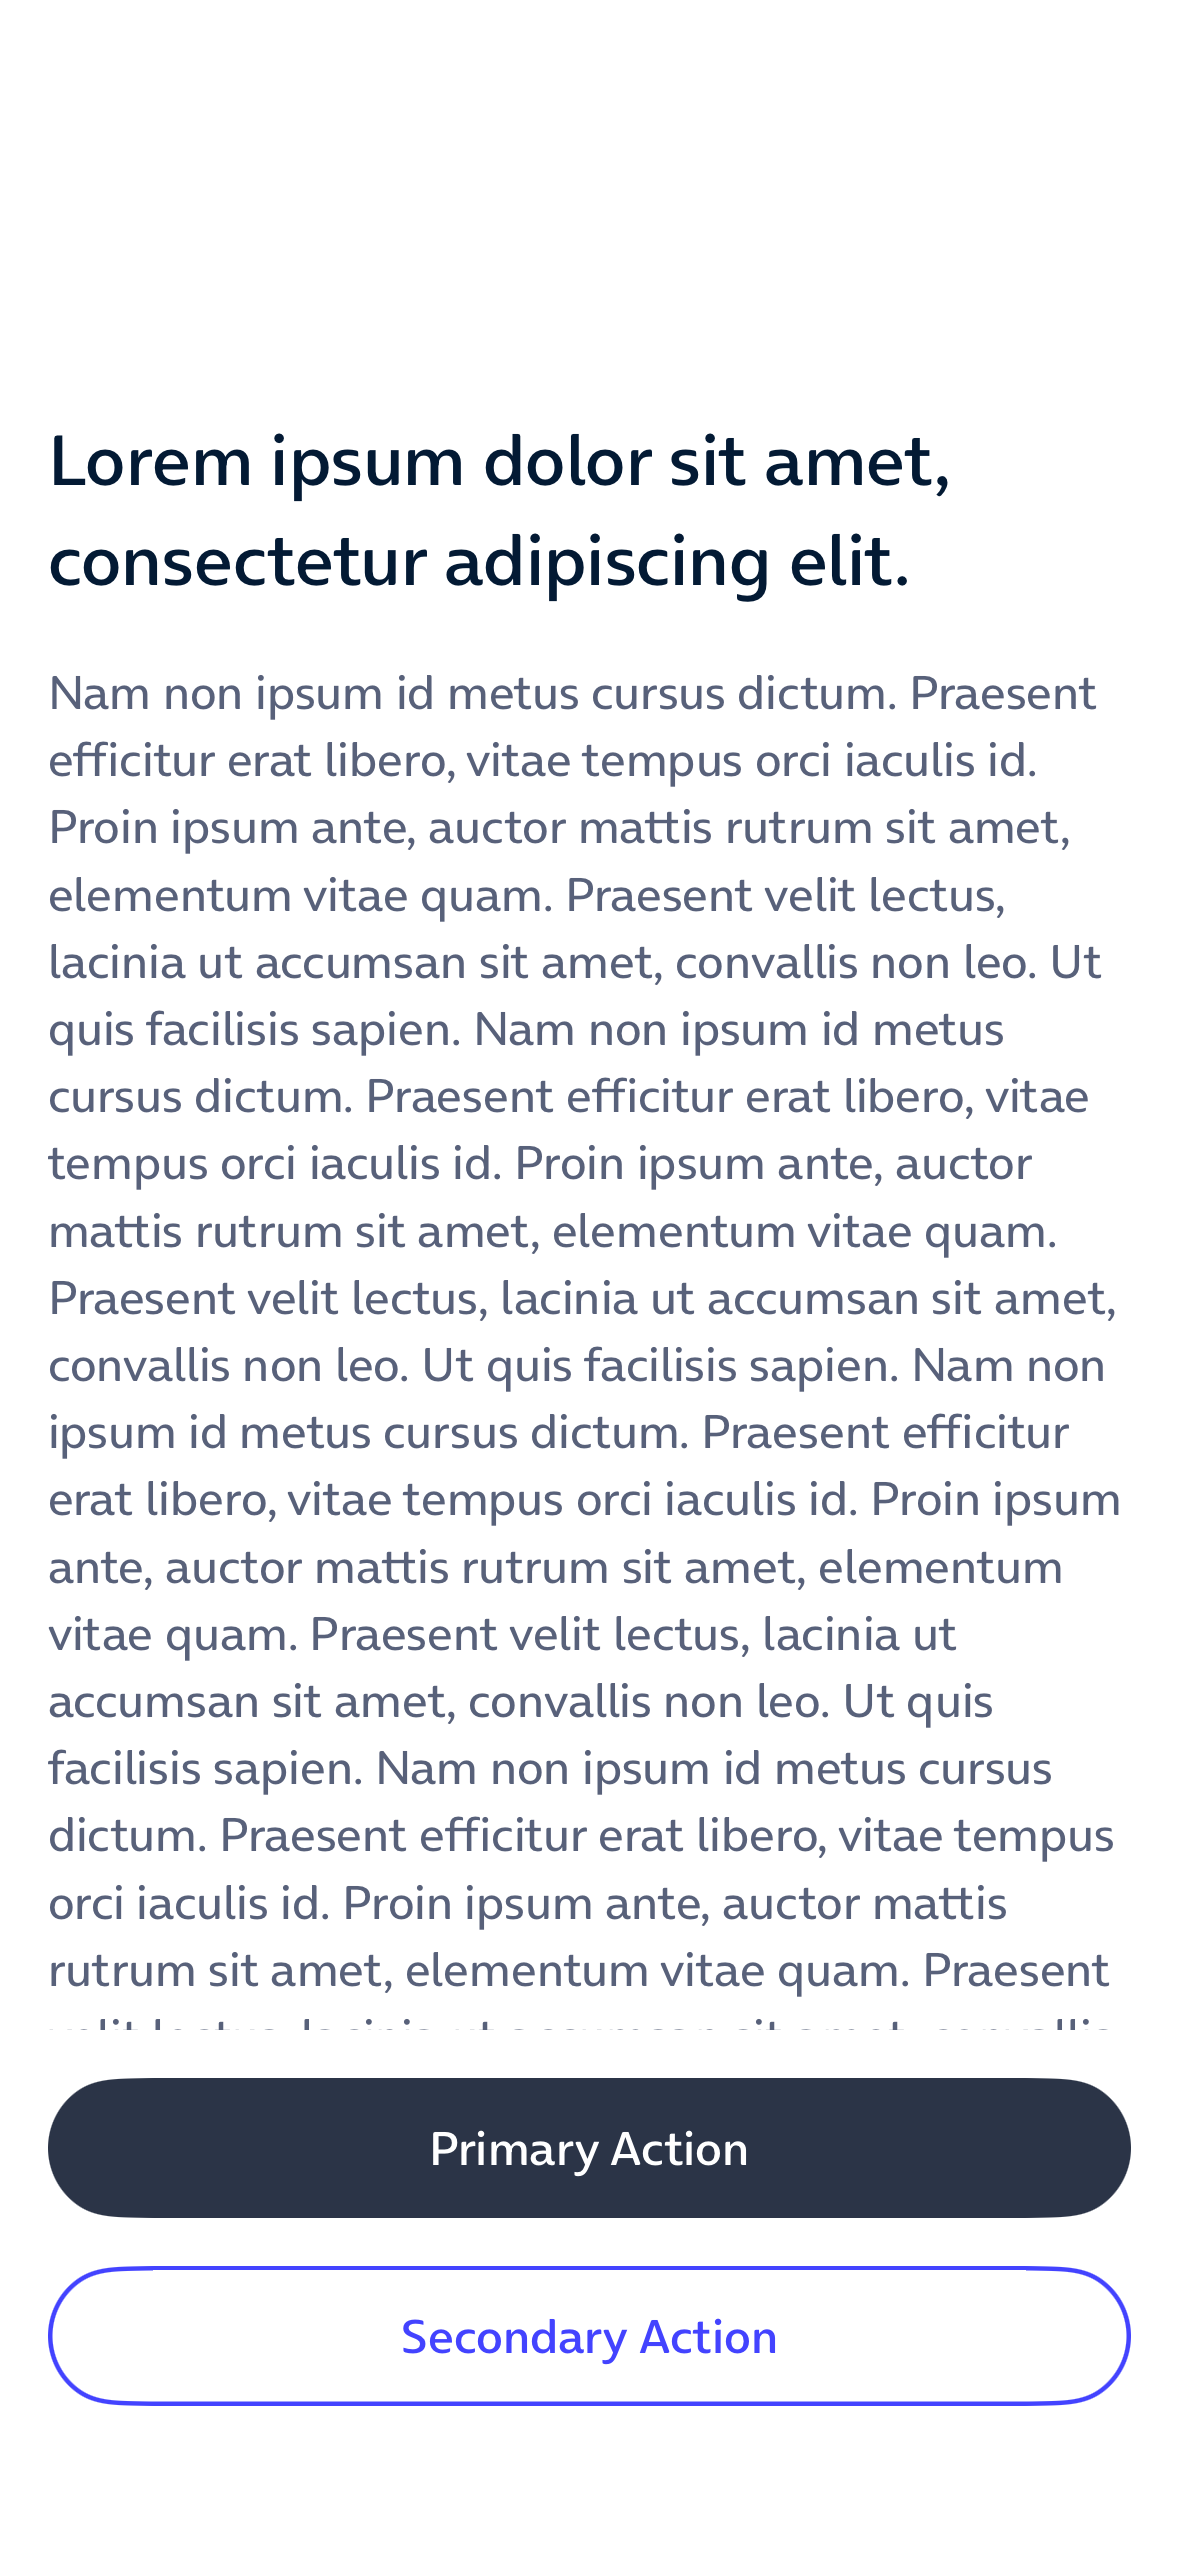 Lorem ipsum dolor sit amet,
consectetur adipiscing elit.
Nam non ipsum id metus cursus dictum. Praesent
efficitur erat libero, vitae tempus orci iaculis id.
Proin ipsum ante, auctor mattis rutrum sit amet,
elementum vitae quam. Praesent velit lectus,
lacinia ut accumsan sit amet, convallis non leo. Ut
quis facilisis sapien. Nam non ipsum id metus
cursus dictum. Praesent efficitur erat libero, vitae
tempus orci iaculis id. Proin ipsum ante, auctor
mattis rutrum sit amet, elementum vitae quam.
Praesent velit lectus, lacinia ut accumsan sit amet,
convallis non leo. Ut quis facilisis sapien. Nam non
ipsum id metus cursus dictum. Praesent efficitur
erat libero, vitae tempus orci iaculis id. Proin ipsum
ante, auctor mattis rutrum sit amet, elementum
vitae quam. Praesent velit lectus, lacinia ut
accumsan sit amet, convallis non leo. Ut quis
facilisis sapien. Nam non ipsum id metus cursus
dictum. Praesent efficitur erat libero, vitae tempus
orci iaculis id. Proin ipsum ante, auctor mattis
rutrum sit amet, elementum vitae quam. Praesent
Primary Action
Secondary Action